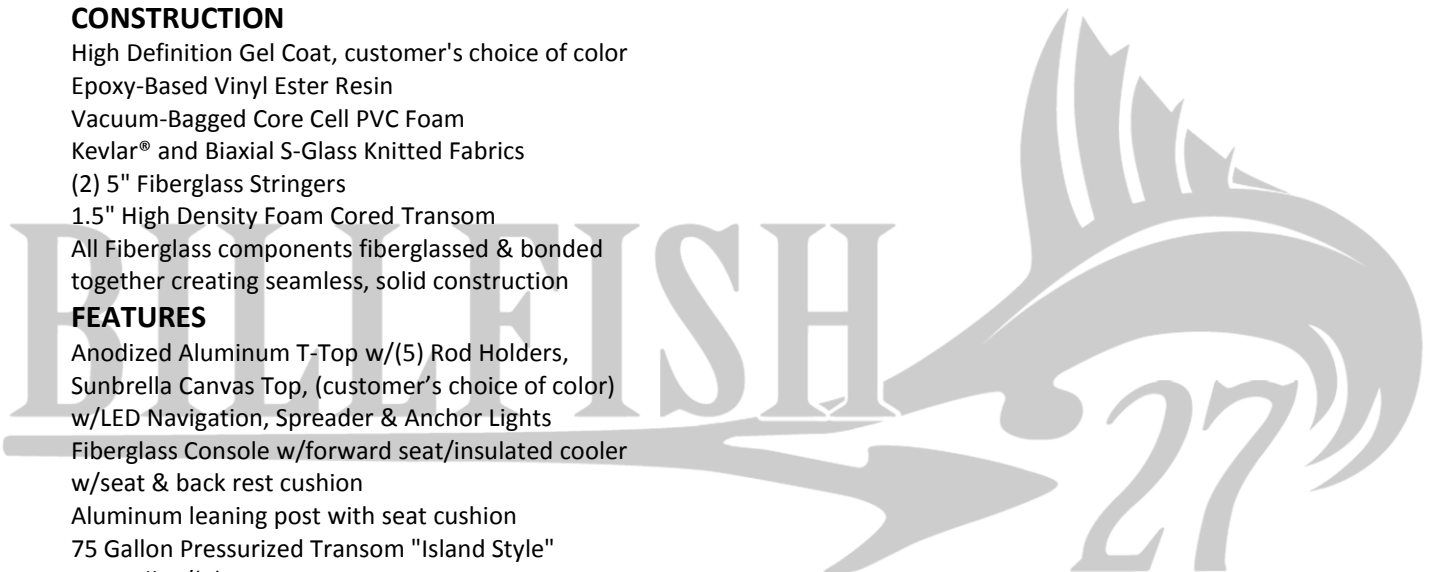 CONSTRUCTION
High Definition Gel Coat, customer's choice of color
Epoxy-Based Vinyl Ester Resin
Vacuum-Bagged Core Cell PVC Foam
Kevlar® and Biaxial S-Glass Knitted Fabrics
(2) 5" Fiberglass Stringers
1.5" High Density Foam Cored Transom
All Fiberglass components fiberglassed & bonded
together creating seamless, solid construction
FEATURES
Anodized Aluminum T-Top w/(5) Rod Holders,
Sunbrella Canvas Top, (customer’s choice of color)
w/LED Navigation, Spreader & Anchor Lights
Fiberglass Console w/forward seat/insulated cooler
w/seat & back rest cushion
Aluminum leaning post with seat cushion
75 Gallon Pressurized Transom "Island Style"
BILLFISH 27